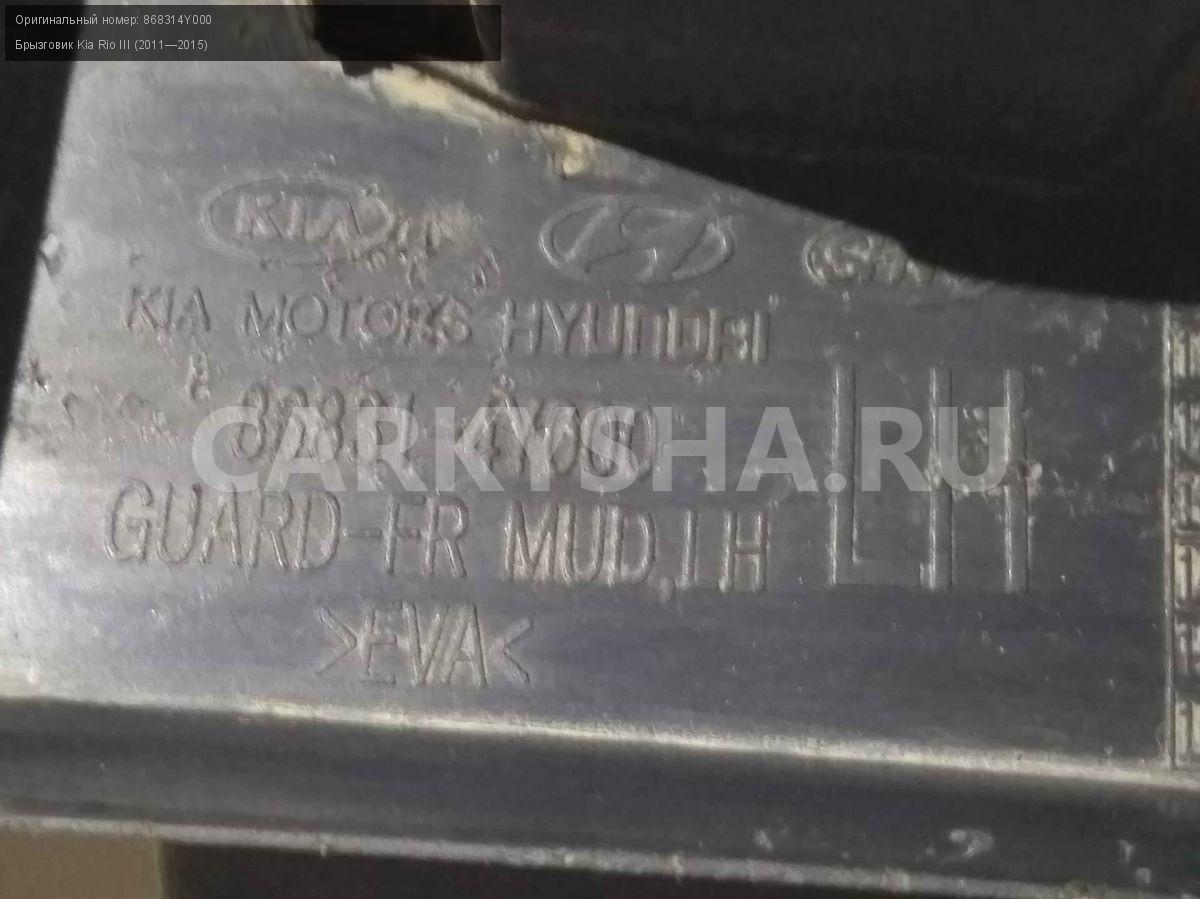 Оригинальный номер: 868314Y000
Брызговик Kia Rio III (2011—2015)
KIA
KIA MOTORS HYUNDAI
LH
CARKYSHA.RU
GUARD-FR MUD,LH
>EVA<